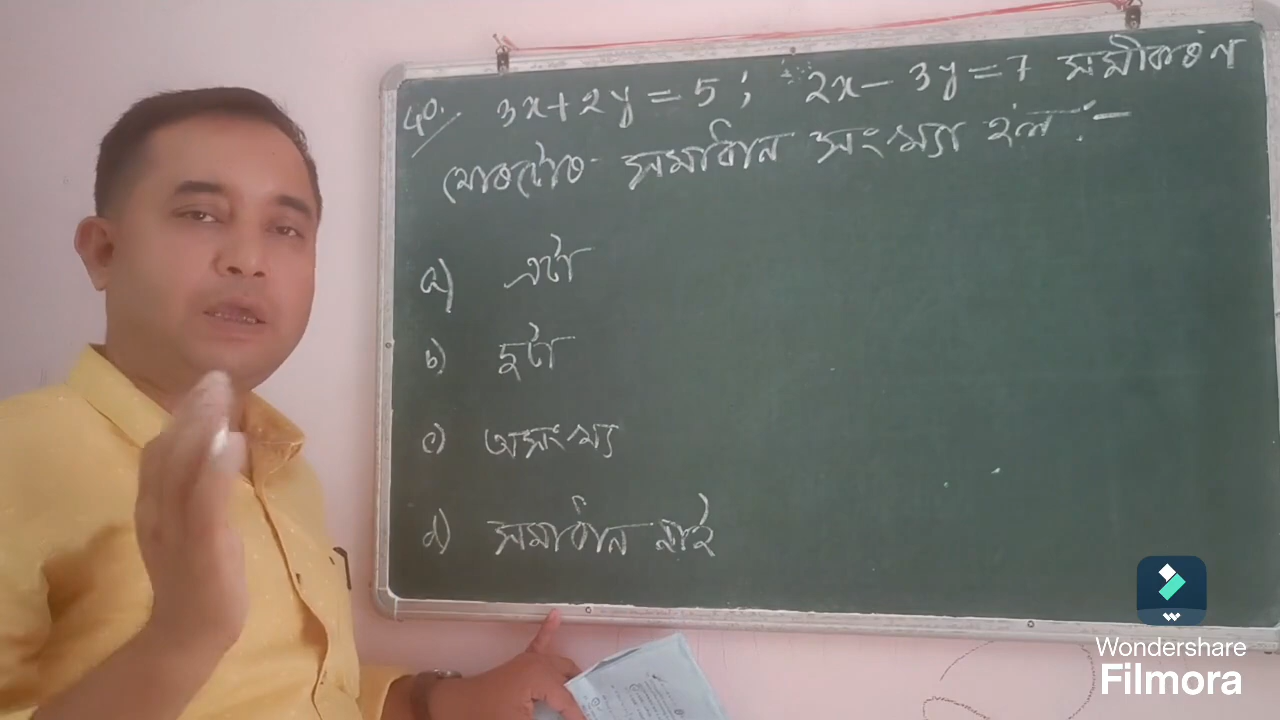 40. 3x+2y=5; 2x-3y=7 সমীকৰণ
যোৰটোৰ সমাধান সংখ্যা হ'ল :-
a) এটা
b) দুটা
c) অসংখ্য
d) সমাধান নাই
Wondershare
Filmora